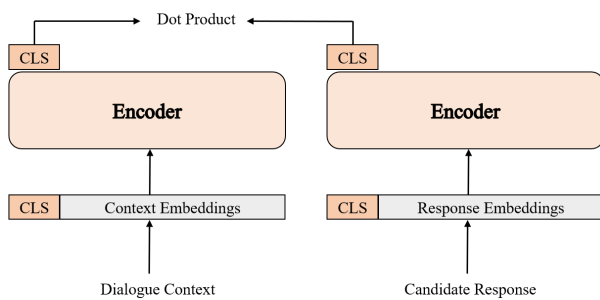 Dot Product
CLS
CLS
Encoder
Encoder
CLS
Context Embeddings
CLS
Response Embeddings
Dialogue Context
Candidate Response